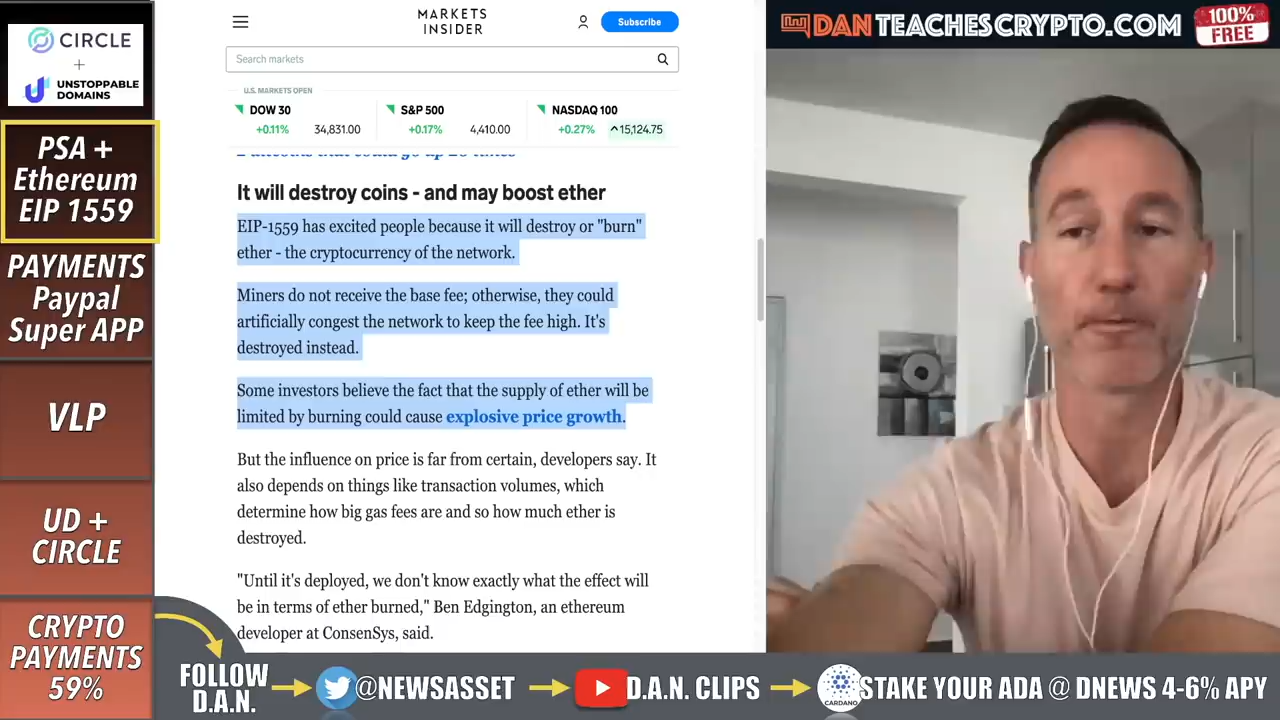 CIRCLE
+
UNSTOPPABLE
DOMAINS
PSA +
Ethereum
EIP 1559
PAYMENTS
Paypal
Super APP
VLP
UD +
CIRCLE
CRYPTO
PAYMENTS
59%
MARKETS
INSIDER
Subscribe
Search markets
U.S. MARKETS OPEN
DOW 30
+0.11% 34,831.00
S&P 500
+0.17% 4,410.00
NASDAQ 100
+0.27% 15,124.75
It will destroy coins - and may boost ether
EIP-1559 has excited people because it will destroy or "burn"
ether - the cryptocurrency of the network.
Miners do not receive the base fee; otherwise, they could
artificially congest the network to keep the fee high. It's
destroyed instead.
Some investors believe the fact that the supply of ether will be
limited by burning could cause explosive price growth.
But the influence on price is far from certain, developers say. It
also depends on things like transaction volumes, which
determine how big gas fees are and so how much ether is
destroyed.
"Until it's deployed, we don't know exactly what the effect will
be in terms of ether burned," Ben Edgington, an ethereum
developer at ConsenSys, said.
DANTEACHESCRYPTO.COM
100%
FREE
FOLLOW
D.A.N.
@NEWSASSET
D.A.N. CLIPS
CARDANO
STAKE YOUR ADA @ DNEWS 4-6% APY